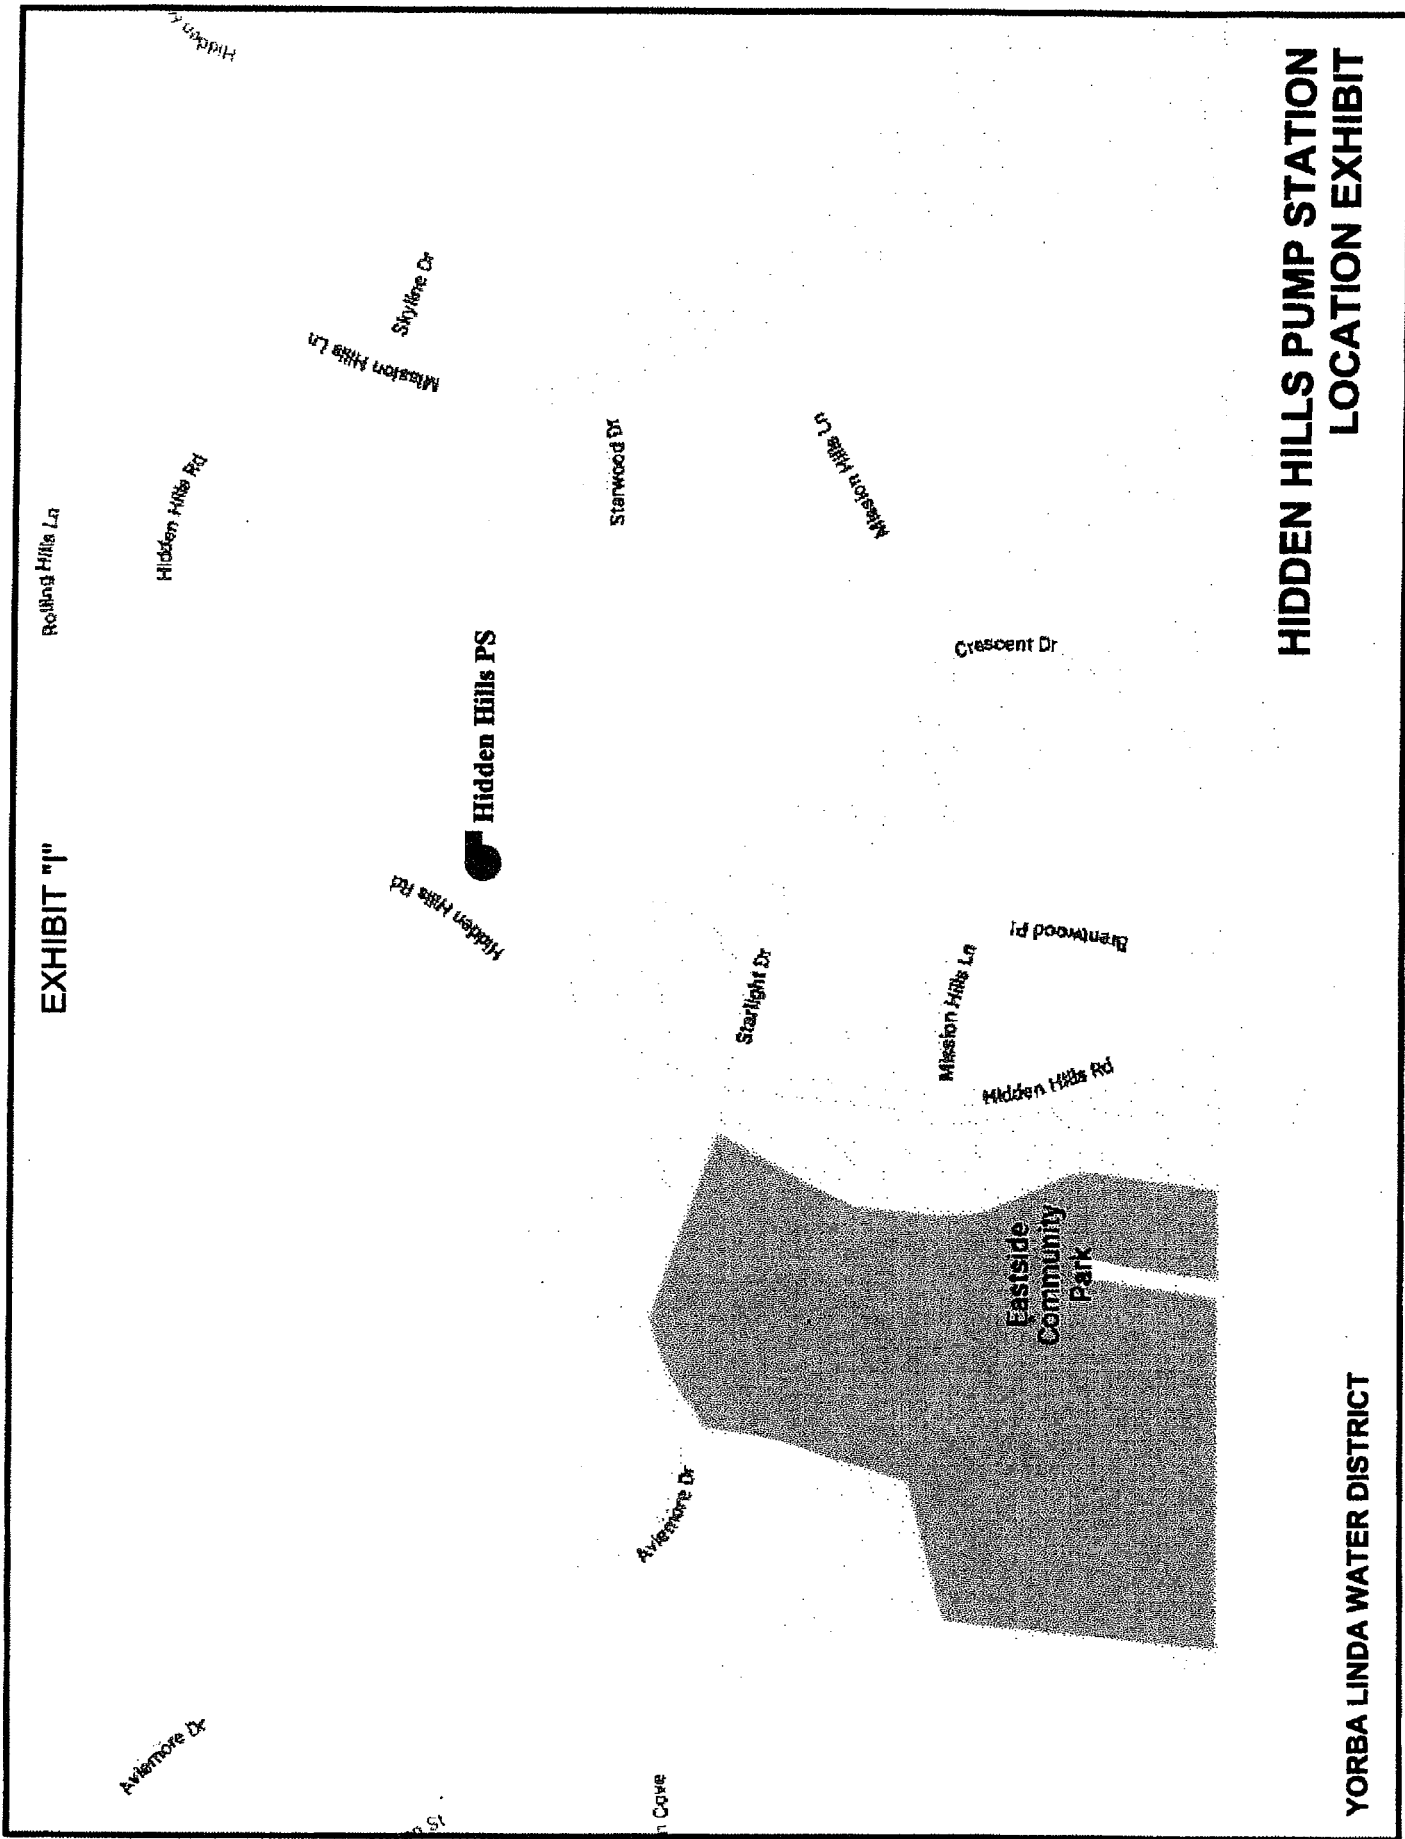 EXHIBIT "I"
Rolling Hills Ln
Hidden
Aviemore Dr
Hidden Hills Rd
Mission Hills Ln
Skyline Dr
Hidden Hills Rd
Hidden Hills PS
Cove
Aviemore Dr
Starwood Dr
Starlight Dr
Mission Hills Ln
Mission Hills Ln
Crescent Dr
Hidden Hills Rd
Brentwood Pl
Eastside
Community
Park
YORBA LINDA WATER DISTRICT
HIDDEN HILLS PUMP STATION
LOCATION EXHIBIT